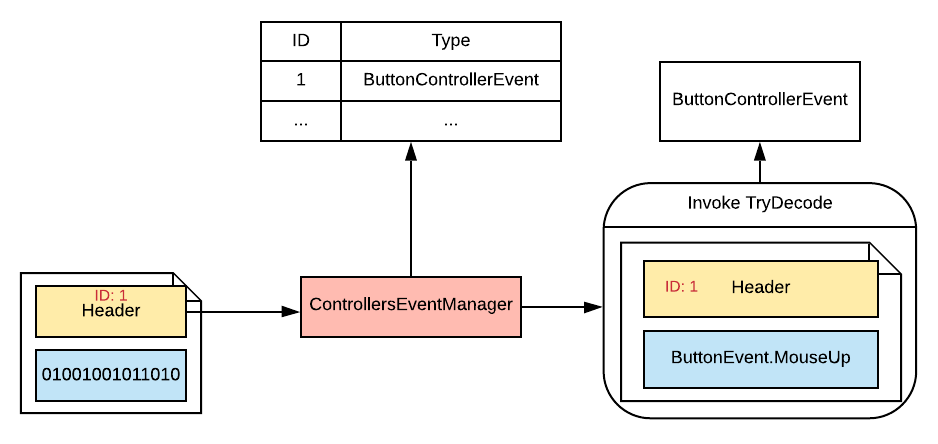 ID Type
1 ButtonControllerEvent
... ...
ButtonControllerEvent
Invoke TryDecode
ID: 1
Header
01001001011010
ControllersEventManager
ID: 1 Header
ButtonEvent.MouseUp